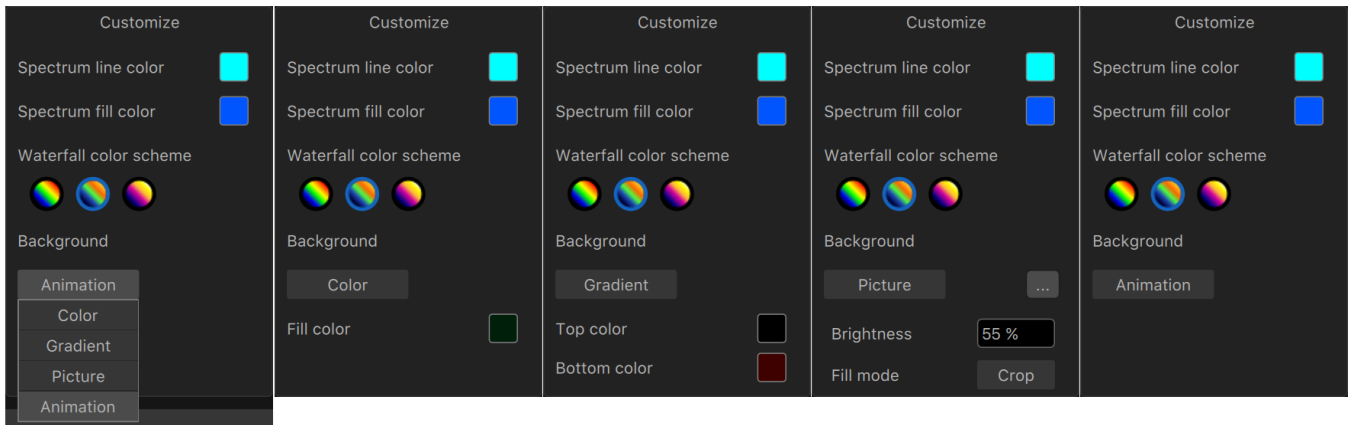 Customize
Spectrum line color
Spectrum fill color
Waterfall color scheme
Background
Animation
Color
Gradient
Picture
Animation
Customize
Spectrum line color
Spectrum fill color
Waterfall color scheme
Background
Color
Fill color
Customize
Spectrum line color
Spectrum fill color
Waterfall color scheme
Background
Gradient
Top color
Bottom color
Customize
Spectrum line color
Spectrum fill color
Waterfall color scheme
Background
Picture ...
Brightness 55 %
Fill mode Crop
Customize
Spectrum line color
Spectrum fill color
Waterfall color scheme
Background
Animation